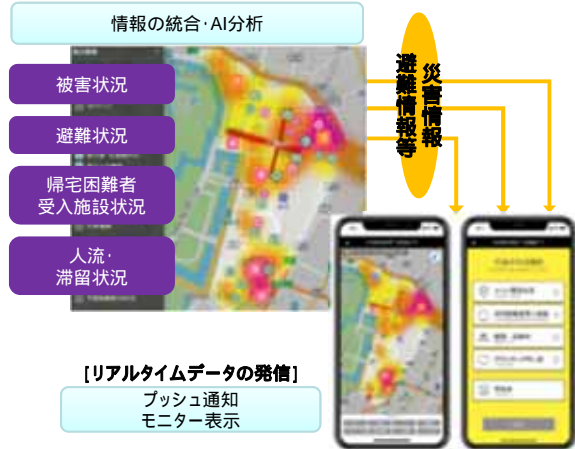 情報の統合･AI分析
被害状況
避難状況
帰宅困難者
受入施設状況
人流･
滞留状況
災害情報
避難情報等
[リアルタイムデータの発信]
プッシュ通知
モニター表示